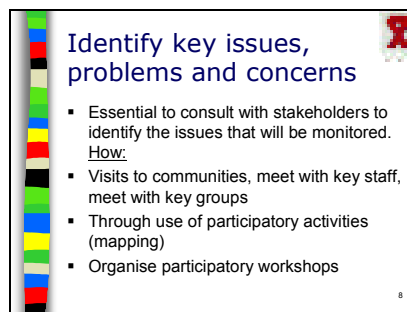 Identify key issues,
problems and concerns
▪ Essential to consult with stakeholders to
identify the issues that will be monitored.
How:
▪ Visits to communities, meet with key staff,
meet with key groups
▪ Through use of participatory activities
(mapping)
▪ Organise participatory workshops
8